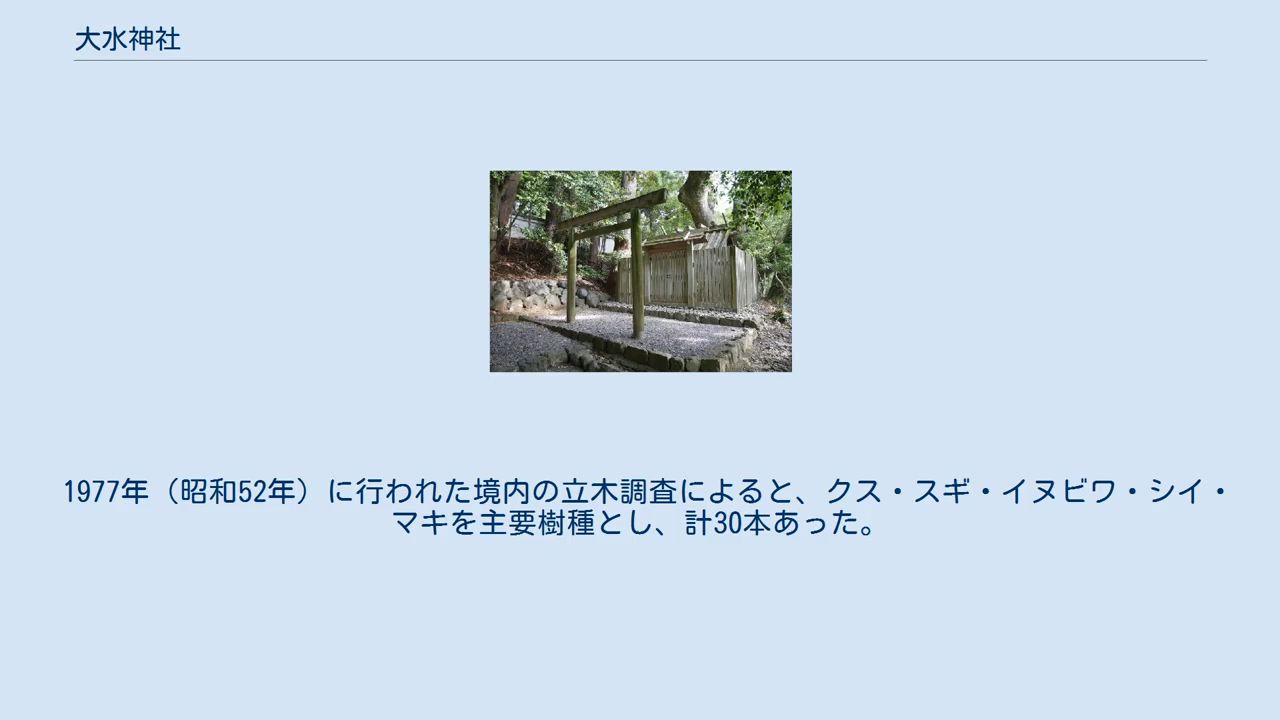 大水神社
1977年（昭和52年）に行われた境内の立木調査によると、クス・スギ・イヌビワ・シイ・
マキを主要樹種とし、計30本あった。